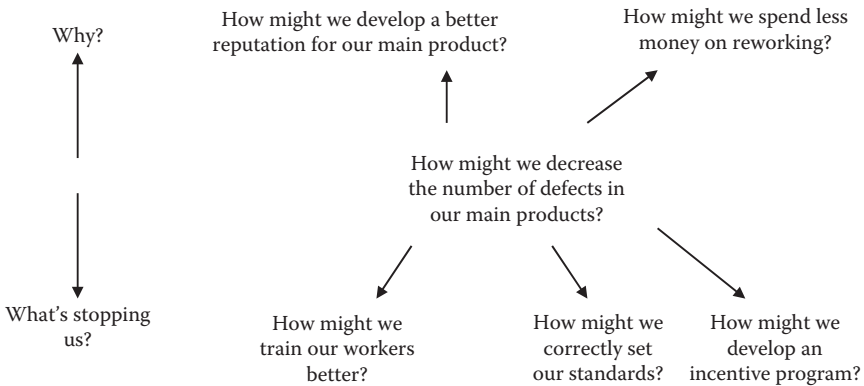 Why?
How might we develop a better
reputation for our main product?
How might we spend less
money on reworking?
How might we decrease
the number of defects in
our main products?
What's stopping
us?
How might we
train our workers
better?
How might we
correctly set
our standards?
How might we
develop an
incentive program?